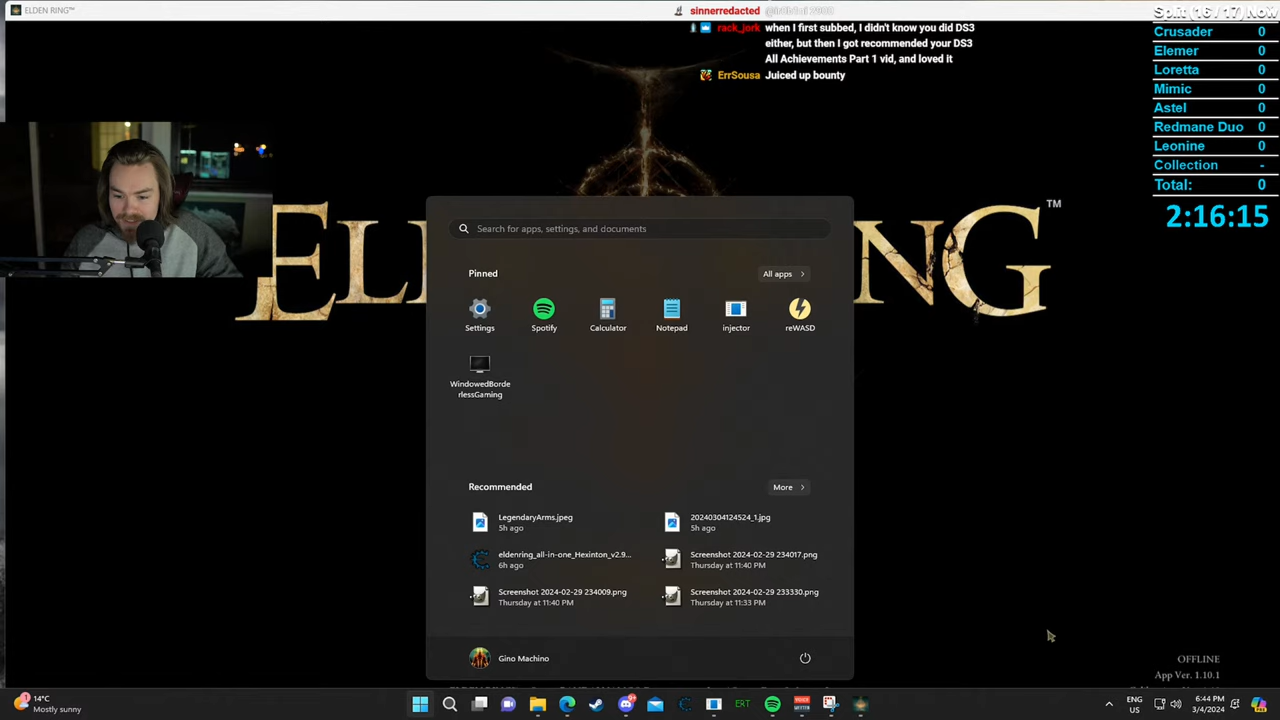 ELDEN RING™
sinnerredacted
rack_jork when I first subbed, I didn't know you did DS3
either, but then I got recommended your DS3
All Achievements Part 1 vid, and loved it
ErrSousa Juiced up bounty
Split (16 / 17) Now
Crusader 0
Elemer 0
Loretta 0
Mimic 0
Astel 0
Redmane Duo 0
Leonine 0
Collection -
Total: 0
2:16:15
TM
Search for apps, settings, and documents
Pinned
All apps
Settings
Spotify
Calculator
Notepad
injector
reWASD
WindowedBorde
rlessGaming
Recommended
More
LegendaryArms.jpeg
5h ago
20240304124524_1.jpg
5h ago
eldenring_all-in-one_Hexinton_v2.9...
6h ago
Screenshot 2024-02-29 234017.png
Thursday at 11:40 PM
Screenshot 2024-02-29 234009.png
Thursday at 11:40 PM
Screenshot 2024-02-29 233330.png
Thursday at 11:33 PM
Gino Machino
OFFLINE
App Ver. 1.10.1
14°C
Mostly sunny
ERT
ENG
US
6:44 PM
3/4/2024